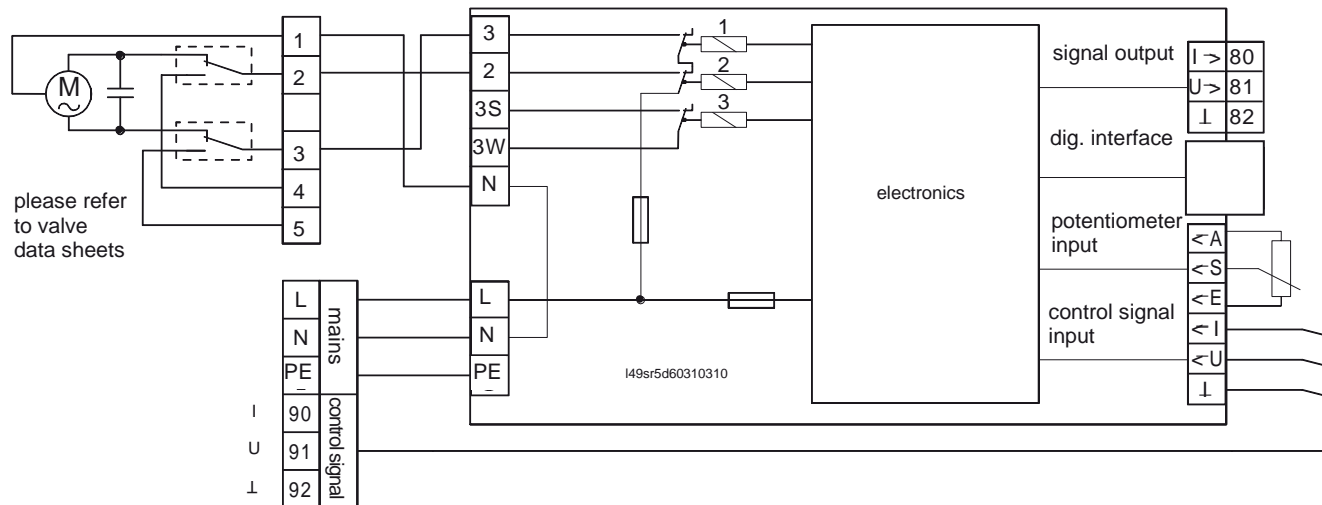 1
2
3
4
5
M
~
please refer
to valve
data sheets
L
N
PE
mains
I 90
U 91
⊥ 92
control signal
3
2
3S
3W
N
L
N
PE
1
2
3
electronics
l49sr5d60310310
signal output
I -> 80
U-> 81
⊥ 82
dig. interface
potentiometer
input
<-A
<-S
<-E
control signal
input
<-I
<-U
⊥